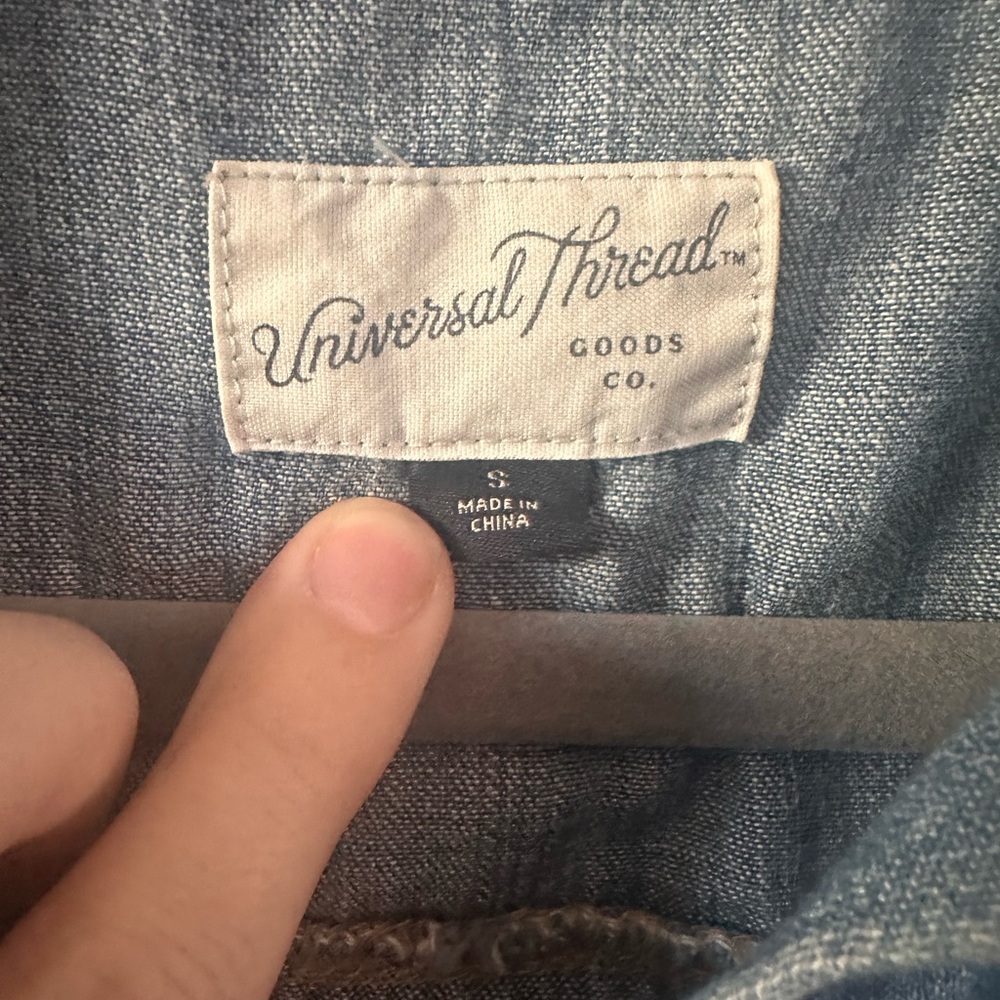 Universal Thread™
GOODS
CO.
S
MADE IN
CHINA